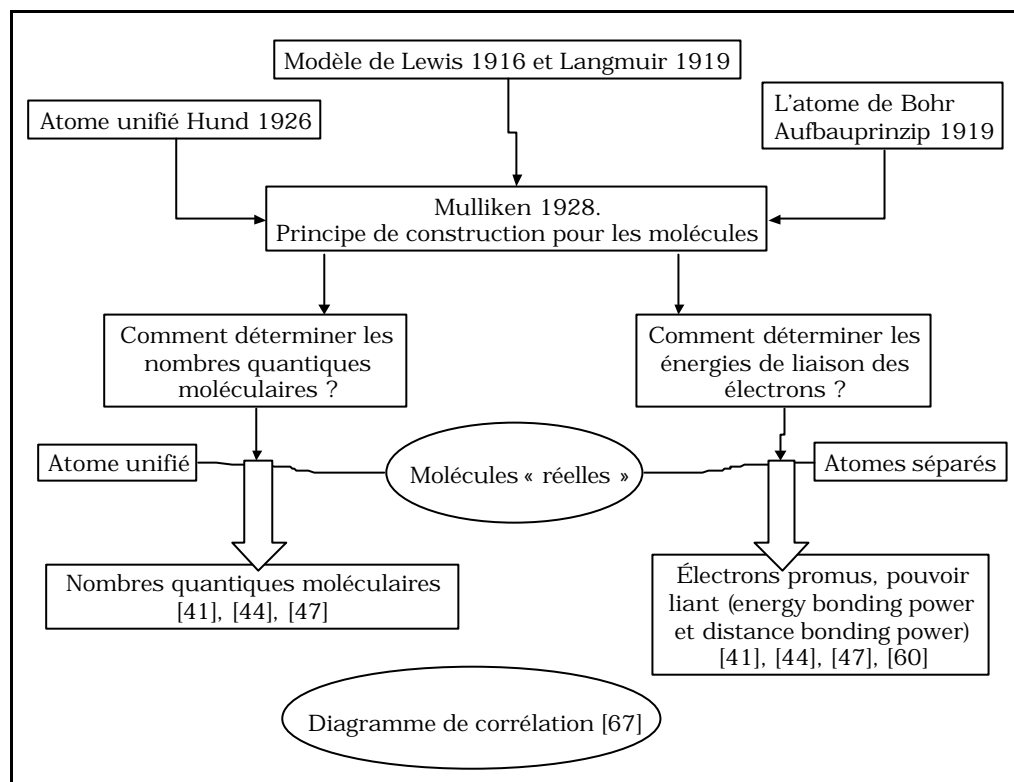 Modèle de Lewis 1916 et Langmuir 1919
Atome unifié Hund 1926
L'atome de Bohr
Aufbauprinzip 1919
Mulliken 1928.
Principe de construction pour les molécules
Comment déterminer les
nombres quantiques
moléculaires ?
Comment déterminer les
énergies de liaison des
électrons ?
Atome unifié
Molécules « réelles »
Atomes séparés
Nombres quantiques moléculaires
[41], [44], [47]
Électrons promus, pouvoir
liant (energy bonding power
et distance bonding power)
[41], [44], [47], [60]
Diagramme de corrélation [67]